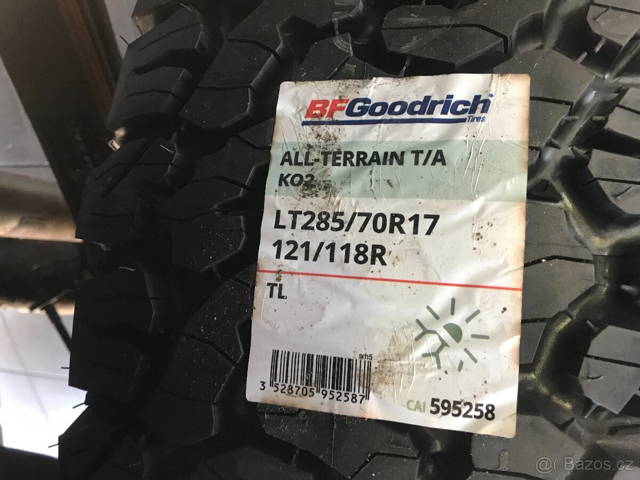 BFGoodrich
Tires
ALL-TERRAIN T/A
KO2
LT285/70R17
121/118R
TL
3 528705 952587
CAI 595258
© Bazos.cz